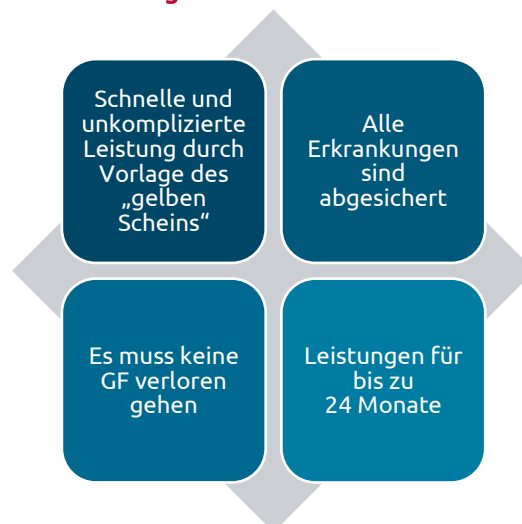 Schnelle und
unkomplizierte
Leistung durch
Vorlage des
„gelben
Scheins“
Alle
Erkrankungen
sind
abgesichert
Es muss keine
GF verloren
gehen
Leistungen für
bis zu
24 Monate